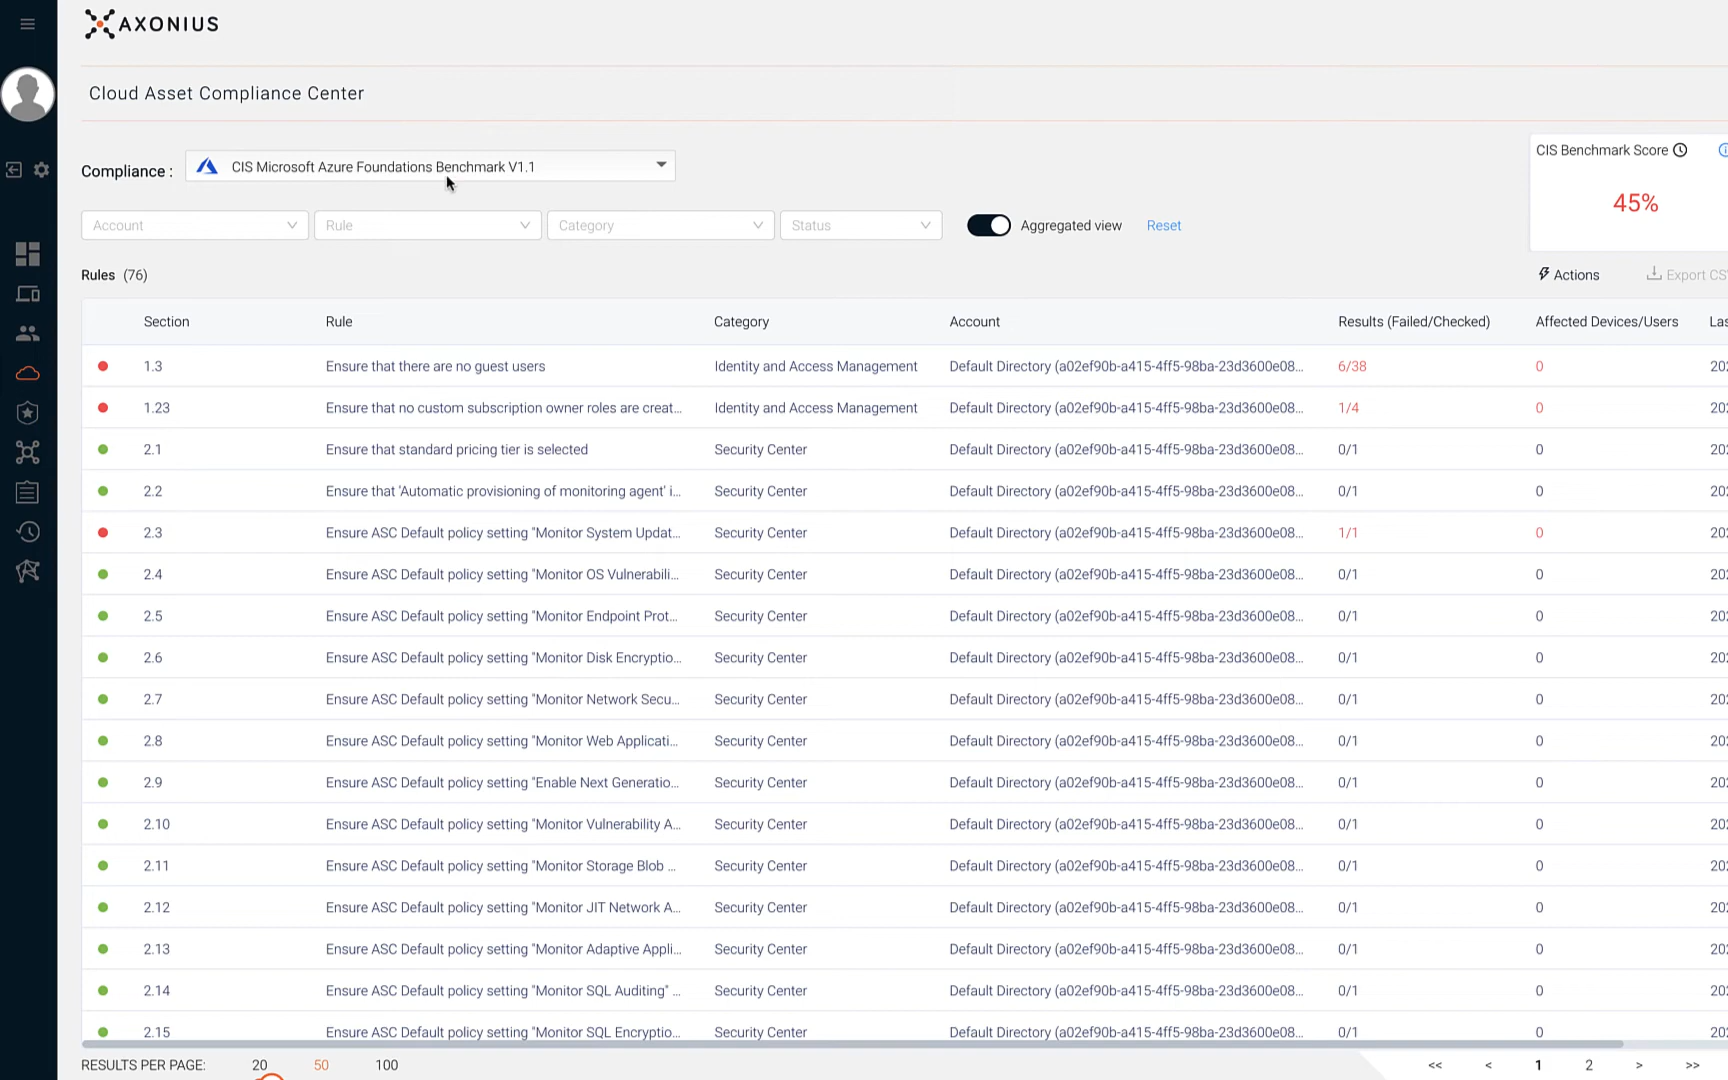 AXONIUS
Cloud Asset Compliance Center
Compliance : CIS Microsoft Azure Foundations Benchmark V1.1
CIS Benchmark Score
45%
Account Rule Category Status Aggregated view Reset
Rules (76) Actions Export CS
Section Rule Category Account Results (Failed/Checked) Affected Devices/Users Las
1.3 Ensure that there are no guest users Identity and Access Management Default Directory (a02ef90b-a415-4ff5-98ba-23d3600e08... 6/38 0 202
1.23 Ensure that no custom subscription owner roles are creat... Identity and Access Management Default Directory (a02ef90b-a415-4ff5-98ba-23d3600e08... 1/4 0 202
2.1 Ensure that standard pricing tier is selected Security Center Default Directory (a02ef90b-a415-4ff5-98ba-23d3600e08... 0/1 0 202
2.2 Ensure that 'Automatic provisioning of monitoring agent' i... Security Center Default Directory (a02ef90b-a415-4ff5-98ba-23d3600e08... 0/1 0 202
2.3 Ensure ASC Default policy setting "Monitor System Updat... Security Center Default Directory (a02ef90b-a415-4ff5-98ba-23d3600e08... 1/1 0 202
2.4 Ensure ASC Default policy setting "Monitor OS Vulnerabili... Security Center Default Directory (a02ef90b-a415-4ff5-98ba-23d3600e08... 0/1 0 202
2.5 Ensure ASC Default policy setting "Monitor Endpoint Prot... Security Center Default Directory (a02ef90b-a415-4ff5-98ba-23d3600e08... 0/1 0 202
2.6 Ensure ASC Default policy setting "Monitor Disk Encryptio... Security Center Default Directory (a02ef90b-a415-4ff5-98ba-23d3600e08... 0/1 0 202
2.7 Ensure ASC Default policy setting "Monitor Network Secu... Security Center Default Directory (a02ef90b-a415-4ff5-98ba-23d3600e08... 0/1 0 202
2.8 Ensure ASC Default policy setting "Monitor Web Applicati... Security Center Default Directory (a02ef90b-a415-4ff5-98ba-23d3600e08... 0/1 0 202
2.9 Ensure ASC Default policy setting "Enable Next Generatio... Security Center Default Directory (a02ef90b-a415-4ff5-98ba-23d3600e08... 0/1 0 202
2.10 Ensure ASC Default policy setting "Monitor Vulnerability A... Security Center Default Directory (a02ef90b-a415-4ff5-98ba-23d3600e08... 0/1 0 202
2.11 Ensure ASC Default policy setting "Monitor Storage Blob ... Security Center Default Directory (a02ef90b-a415-4ff5-98ba-23d3600e08... 0/1 0 202
2.12 Ensure ASC Default policy setting "Monitor JIT Network A... Security Center Default Directory (a02ef90b-a415-4ff5-98ba-23d3600e08... 0/1 0 202
2.13 Ensure ASC Default policy setting "Monitor Adaptive Appli... Security Center Default Directory (a02ef90b-a415-4ff5-98ba-23d3600e08... 0/1 0 202
2.14 Ensure ASC Default policy setting "Monitor SQL Auditing" ... Security Center Default Directory (a02ef90b-a415-4ff5-98ba-23d3600e08... 0/1 0 202
2.15 Ensure ASC Default policy setting "Monitor SQL Encryptio... Security Center Default Directory (a02ef90b-a415-4ff5-98ba-23d3600e08... 0/1 0 202
RESULTS PER PAGE: 20 50 100 << < 1 2 > >>